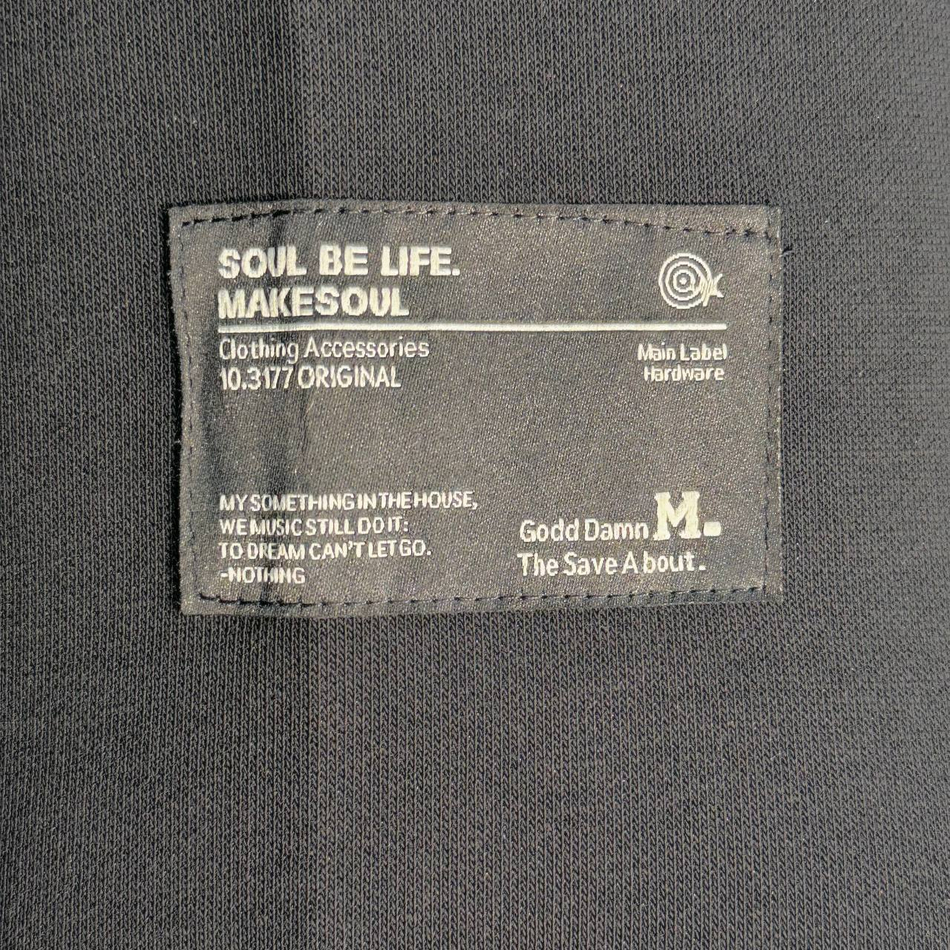 SOUL BE LIFE.
MAKESOUL
Clothing Accessories
10.3177 ORIGINAL
Main Label
Hardware
MY SOMETHING IN THE HOUSE,
WE MUSIC STILL DO IT:
TO DREAM CAN'T LET GO.
-NOTHING
Godd Damn M.
The Save About.